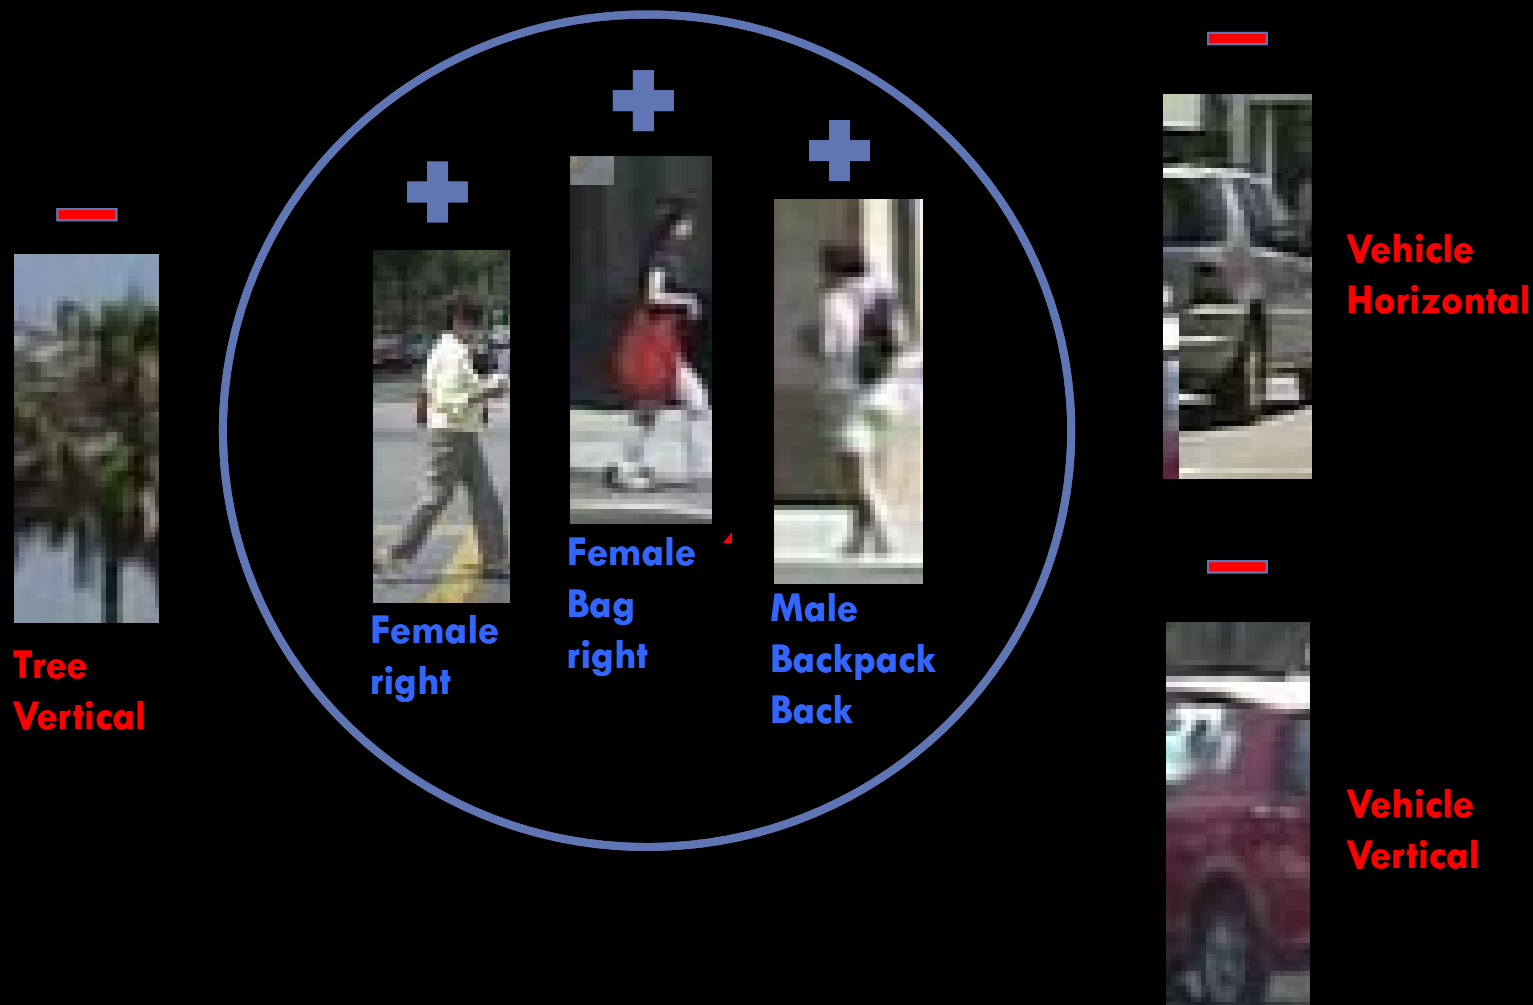 Tree
Vertical
Female
right
Female
Bag
right
Male
Backpack
Back
Vehicle
Horizontal
Vehicle
Vertical